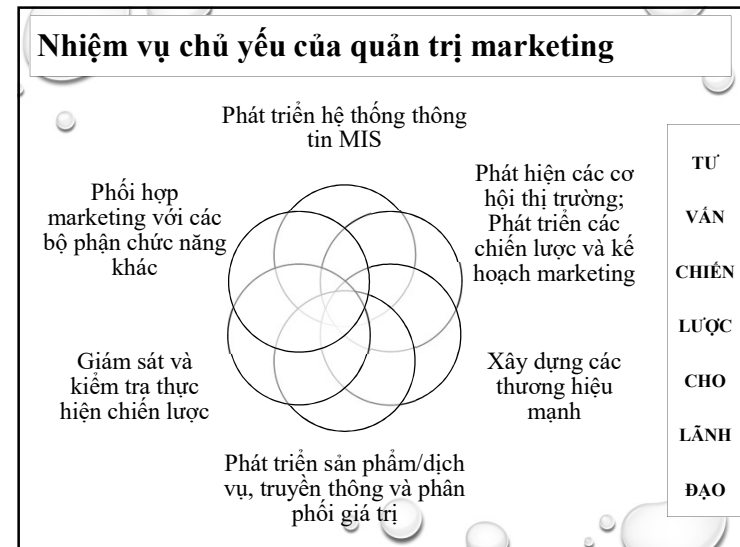 Nhiệm vụ chủ yếu của quản trị marketing
Phát triển hệ thống thông
tin MIS
Phát hiện các cơ
hội thị trường;
Phát triển các
chiến lược và kế
hoạch marketing
Xây dựng các
thương hiệu
mạnh
Phát triển sản phẩm/dịch
vụ, truyền thông và phân
phối giá trị
Giám sát và
kiểm tra thực
hiện chiến lược
Phối hợp
marketing với các
bộ phận chức năng
khác
TƯ
VẤN
CHIẾN
LƯỢC
CHO
LÃNH
ĐẠO